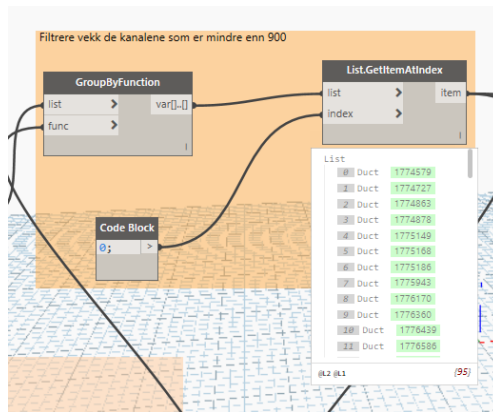 Filtrere vekk de kanalene som er mindre enn 900
GroupByFunction
list > var[]..[]
func >
l
List.GetItemAtIndex
list > item
index >
l
Code Block
0; >
List
0 Duct 1774579
1 Duct 1774727
2 Duct 1774863
3 Duct 1774878
4 Duct 1775149
5 Duct 1775168
6 Duct 1775186
7 Duct 1775943
8 Duct 1776170
9 Duct 1776360
10 Duct 1776439
11 Duct 1776586
@L2 @L1 {95}